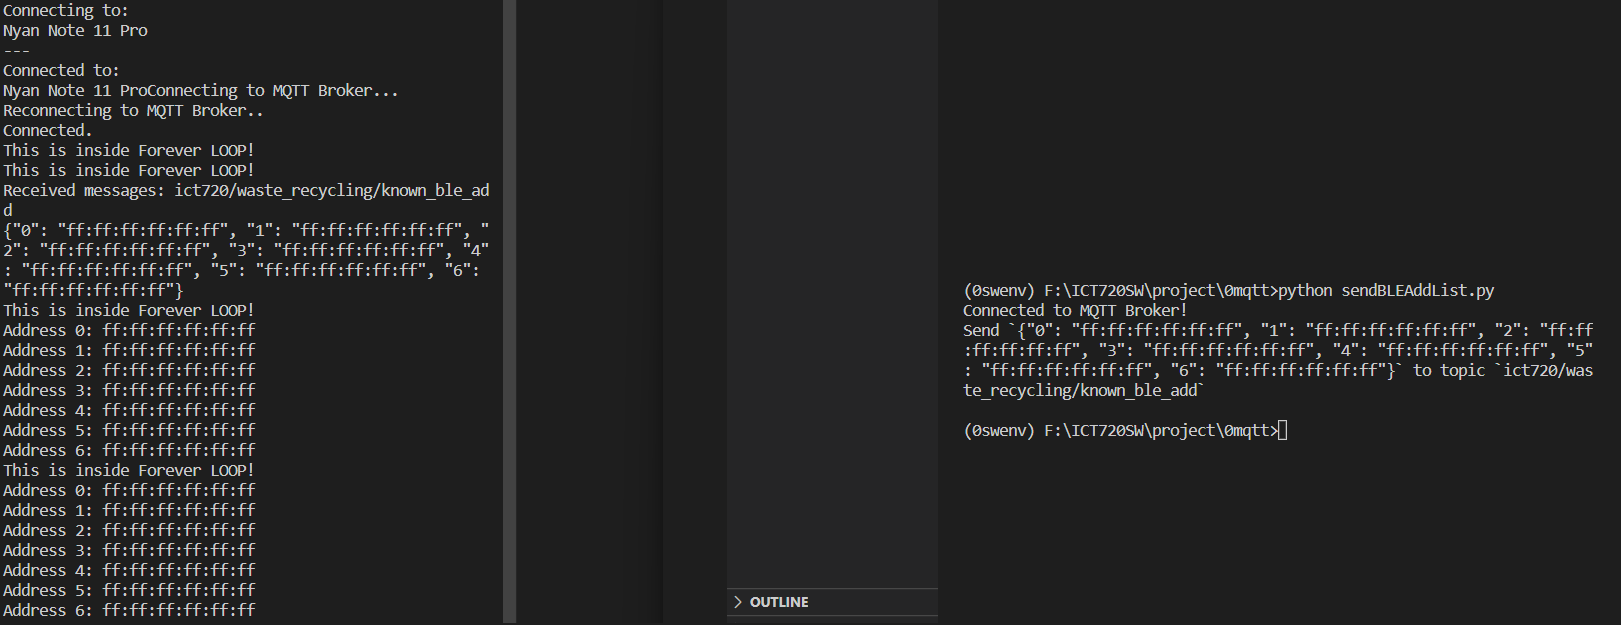 Connecting to:
Nyan Note 11 Pro
---
Connected to:
Nyan Note 11 ProConnecting to MQTT Broker...
Reconnecting to MQTT Broker..
Connected.
This is inside Forever LOOP!
This is inside Forever LOOP!
Received messages: ict720/waste_recycling/known_ble_ad
d
{"0": "ff:ff:ff:ff:ff:ff", "1": "ff:ff:ff:ff:ff:ff", "
2": "ff:ff:ff:ff:ff:ff", "3": "ff:ff:ff:ff:ff:ff", "4"
: "ff:ff:ff:ff:ff:ff", "5": "ff:ff:ff:ff:ff:ff", "6":
"ff:ff:ff:ff:ff:ff"}
This is inside Forever LOOP!
Address 0: ff:ff:ff:ff:ff:ff
Address 1: ff:ff:ff:ff:ff:ff
Address 2: ff:ff:ff:ff:ff:ff
Address 3: ff:ff:ff:ff:ff:ff
Address 4: ff:ff:ff:ff:ff:ff
Address 5: ff:ff:ff:ff:ff:ff
Address 6: ff:ff:ff:ff:ff:ff
This is inside Forever LOOP!
Address 0: ff:ff:ff:ff:ff:ff
Address 1: ff:ff:ff:ff:ff:ff
Address 2: ff:ff:ff:ff:ff:ff
Address 3: ff:ff:ff:ff:ff:ff
Address 4: ff:ff:ff:ff:ff:ff
Address 5: ff:ff:ff:ff:ff:ff
Address 6: ff:ff:ff:ff:ff:ff
OUTLINE
(0swenv) F:\ICT720SW\project\0mqtt>python sendBLEAddList.py
Connected to MQTT Broker!
Send `{"0": "ff:ff:ff:ff:ff:ff", "1": "ff:ff:ff:ff:ff:ff", "2": "ff:ff
:ff:ff:ff:ff", "3": "ff:ff:ff:ff:ff:ff", "4": "ff:ff:ff:ff:ff:ff", "5"
: "ff:ff:ff:ff:ff:ff", "6": "ff:ff:ff:ff:ff:ff"}` to topic `ict720/was
te_recycling/known_ble_add`
(0swenv) F:\ICT720SW\project\0mqtt>